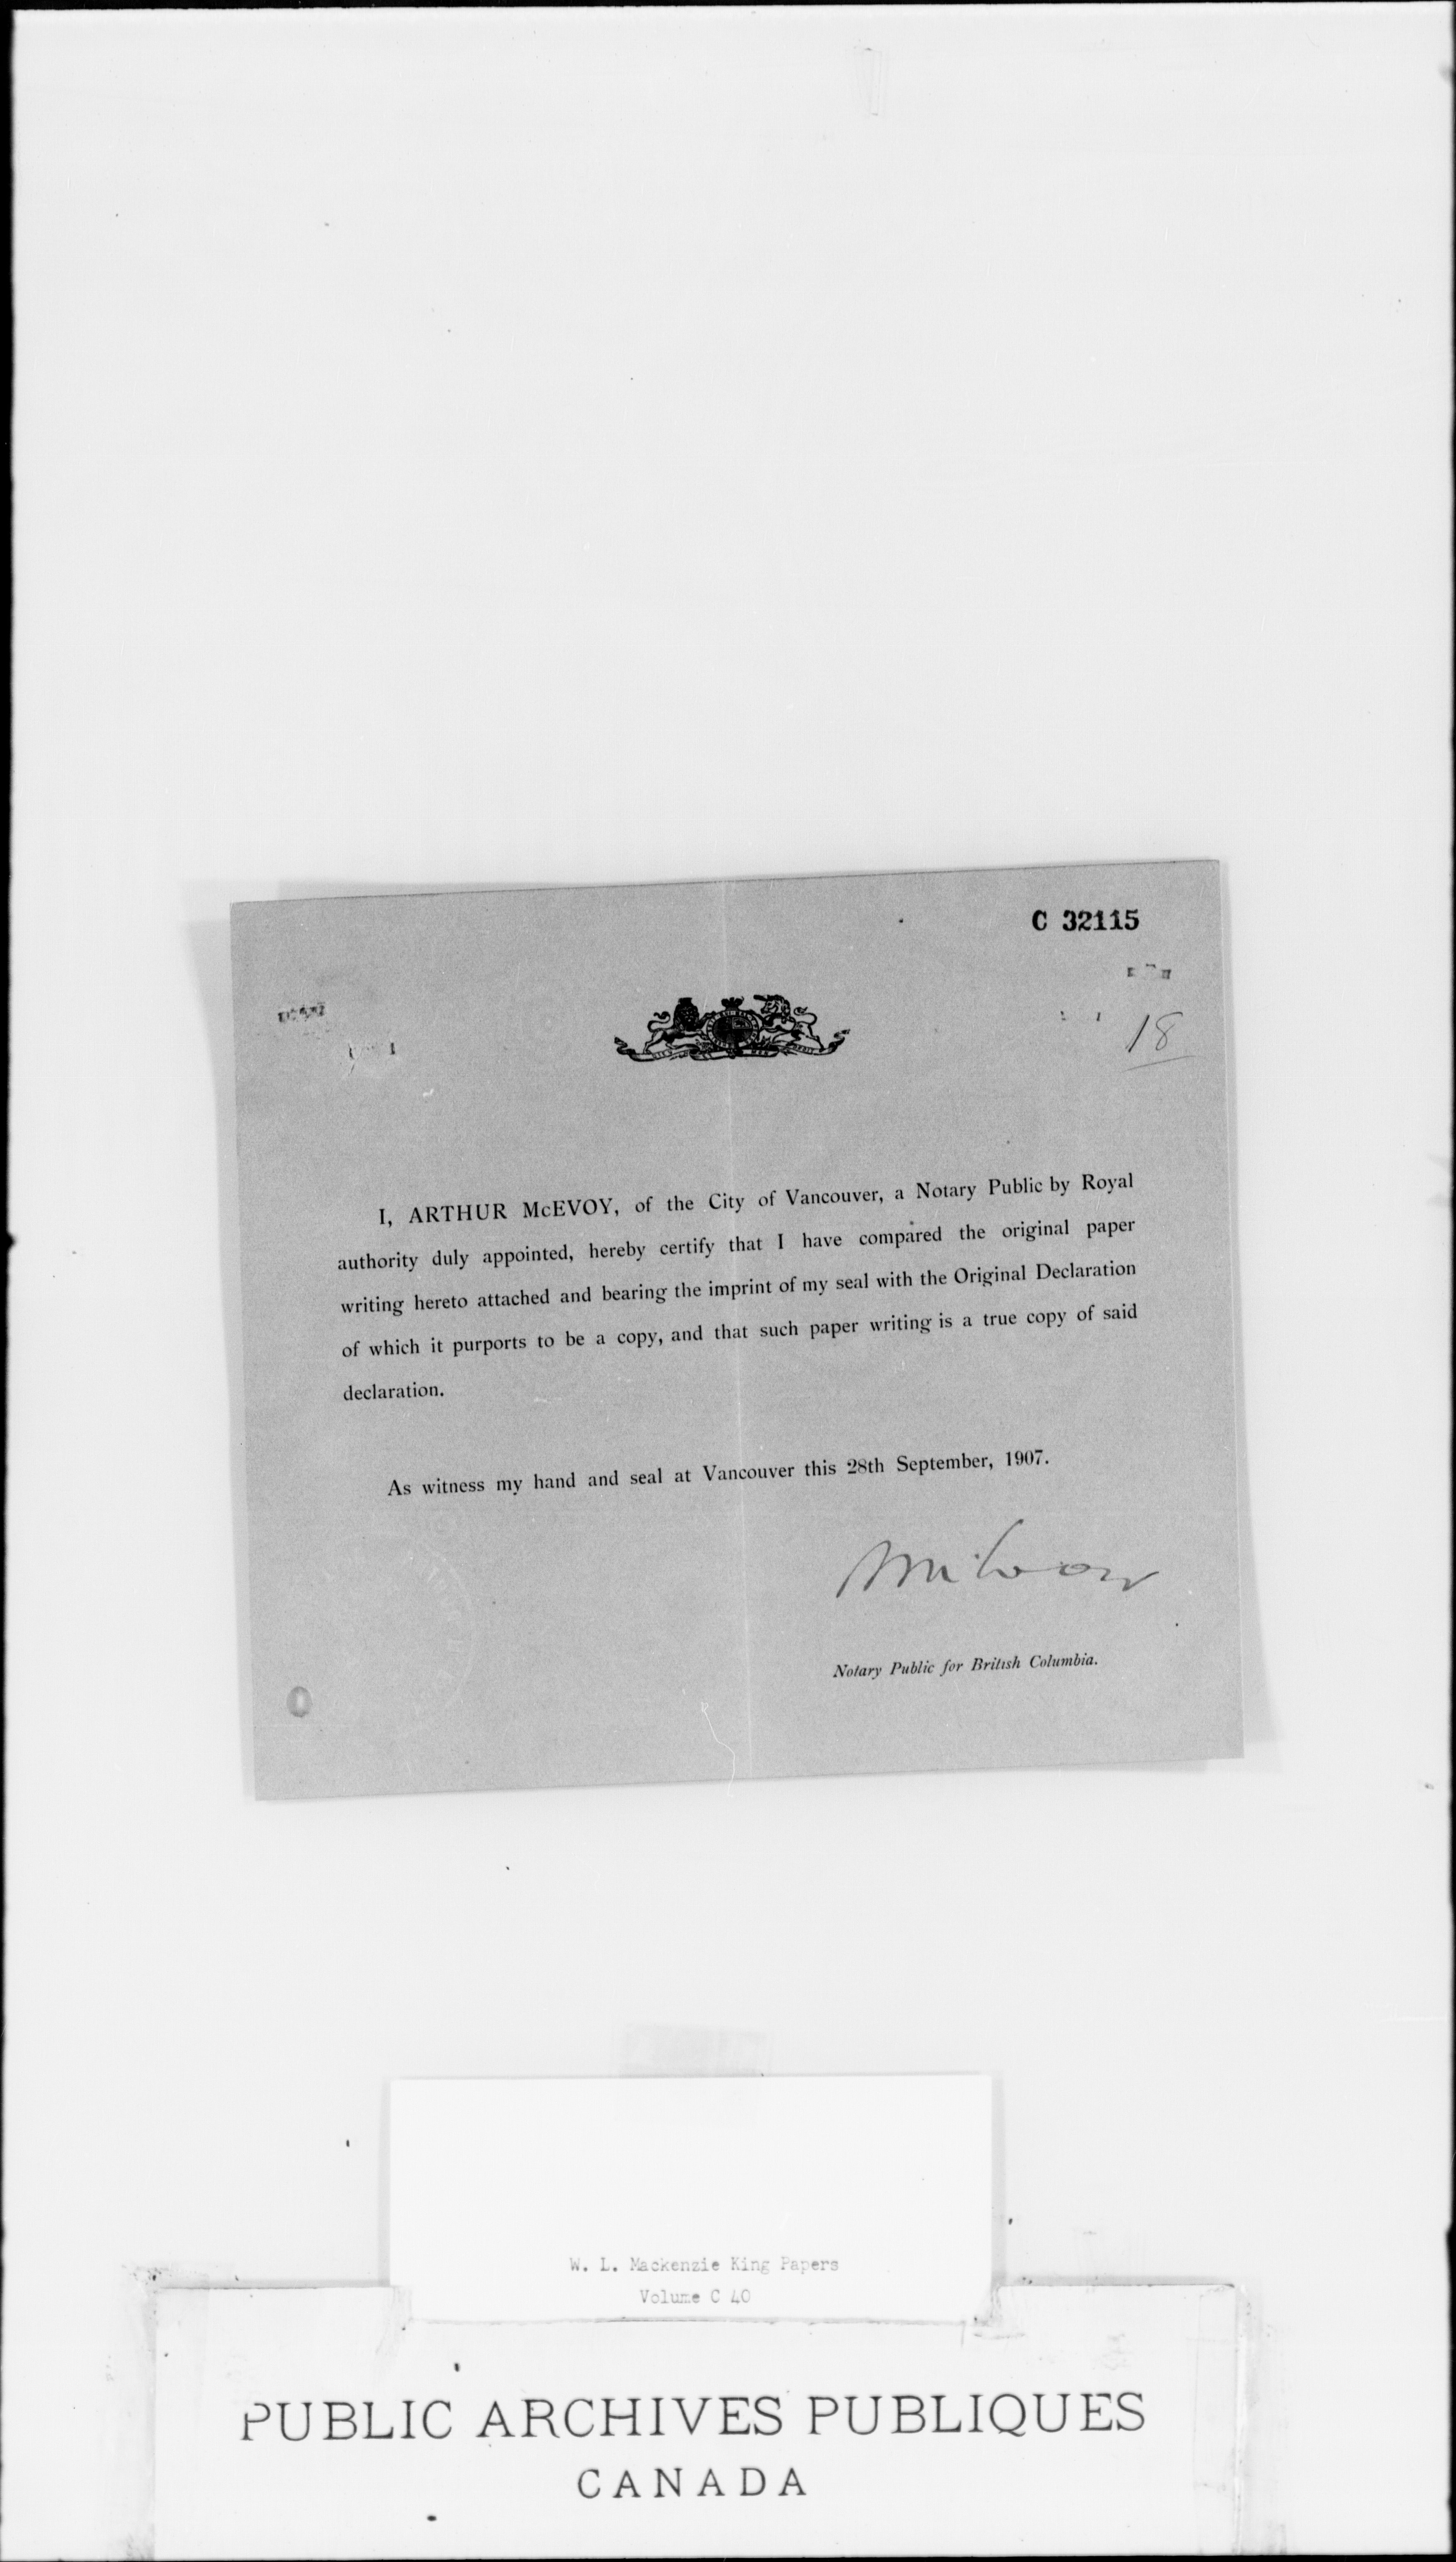 C 32115
18
I, ARTHUR McEVOY, of the City of Vancouver, a Notary Public by Royal
authority duly appointed, hereby certify that I have compared the original paper
writing hereto attached and bearing the imprint of my seal with the Original Declaration
of which it purports to be a copy, and that such paper writing is a true copy of said
declaration.
As witness my hand and seal at Vancouver this 28th September, 1907.
Notary Public for British Columbia.
W. L. Mackenzie King Papers
Volume C 40
PUBLIC ARCHIVES PUBLIQUES
CANADA